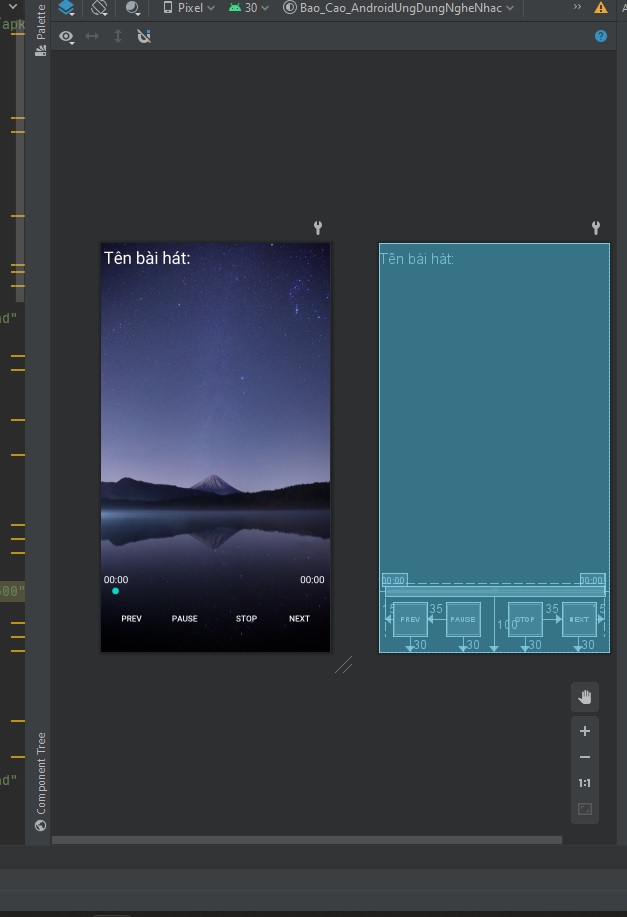 Pixel
30
Bao_Cao_AndroidUngDungNgheNhac
Palette
apk
Tên bài hát:
Tên bài hát:
nd"
00:00
00:00
PREV
PAUSE
STOP
NEXT
00:00
00:00
15
35
35
15
PREV
PAUSE
100
STOP
NEXT
30
30
30
30
500"
nd"
1:1
Component Tree